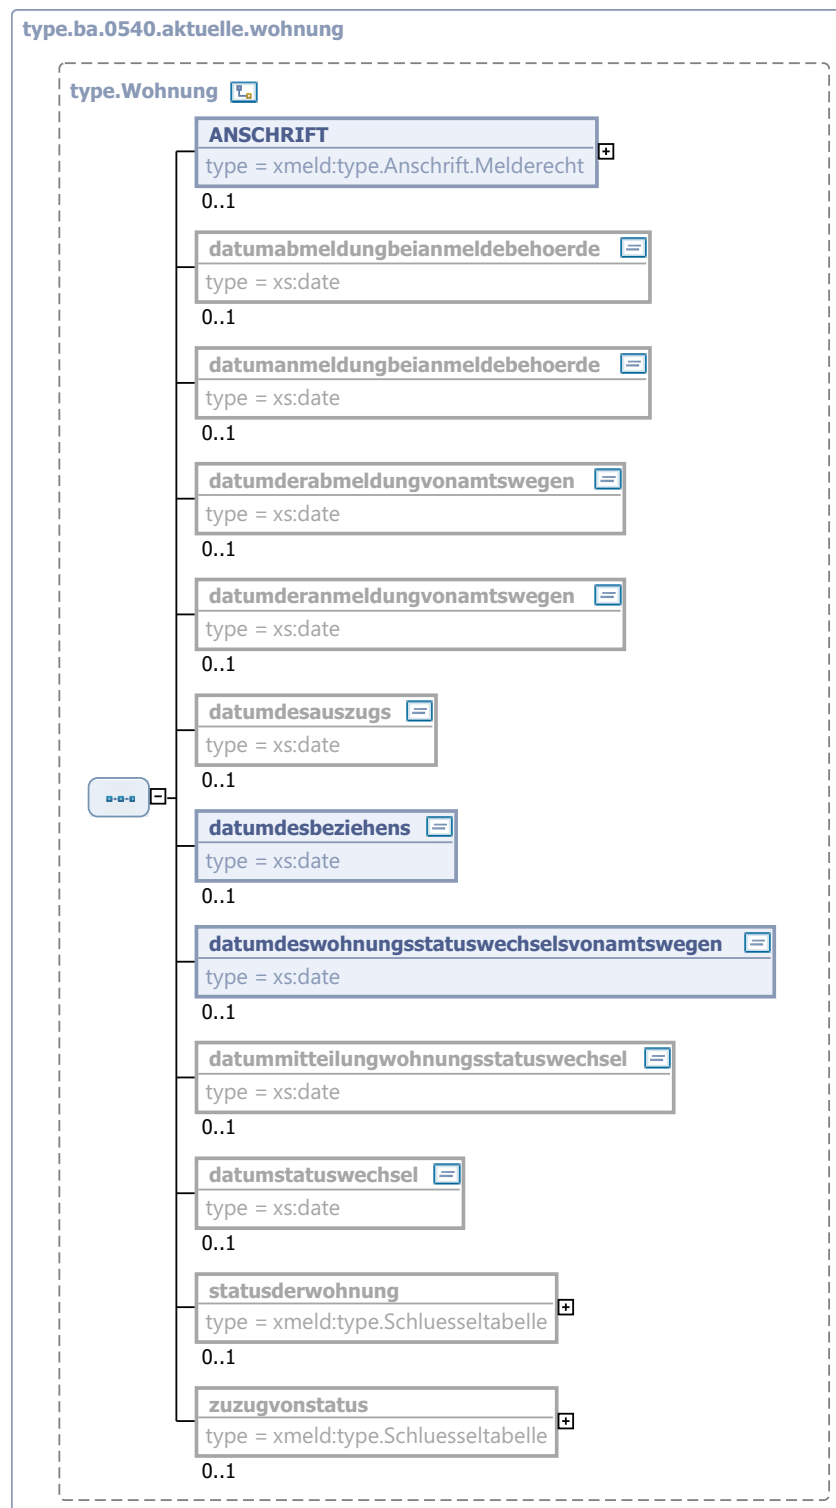 type.ba.0540.aktuelle.wohnung
type.Wohnung
ANSCHRIFT
type = xmeld:type.Anschrift.Melderecht
0..1
datumabmeldungbeianmeldebehoerde
type = xs:date
0..1
datumanmeldungbeianmeldebehoerde
type = xs:date
0..1
datumderabmeldungvonamtswegen
type = xs:date
0..1
datumderanmeldungvonamtswegen
type = xs:date
0..1
datumdesauszugs
type = xs:date
0..1
datumdesbeziehens
type = xs:date
0..1
datumdeswohnungsstatuswechselsvonamtswegen
type = xs:date
0..1
datummitteilungwohnungsstatuswechsel
type = xs:date
0..1
datumstatuswechsel
type = xs:date
0..1
statusderwohnung
type = xmeld:type.Schluesseltabelle
0..1
zuzugvonstatus
type = xmeld:type.Schluesseltabelle
0..1